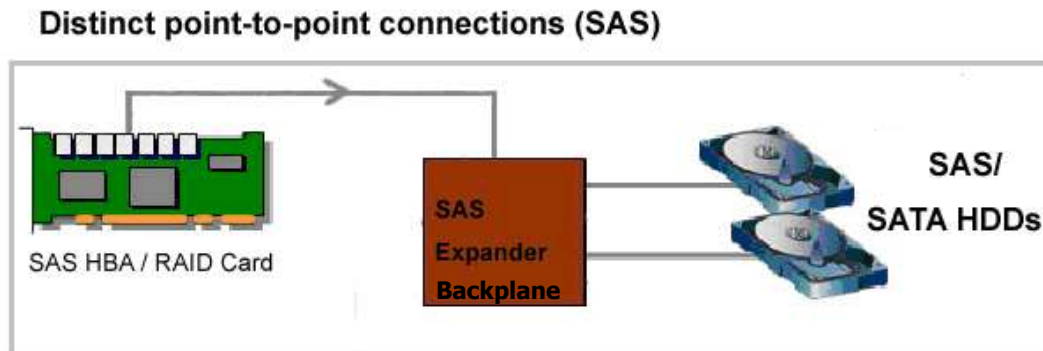 Distinct point-to-point connections (SAS)
SAS HBA / RAID Card
SAS
Expander
Backplane
SAS/
SATA HDDs